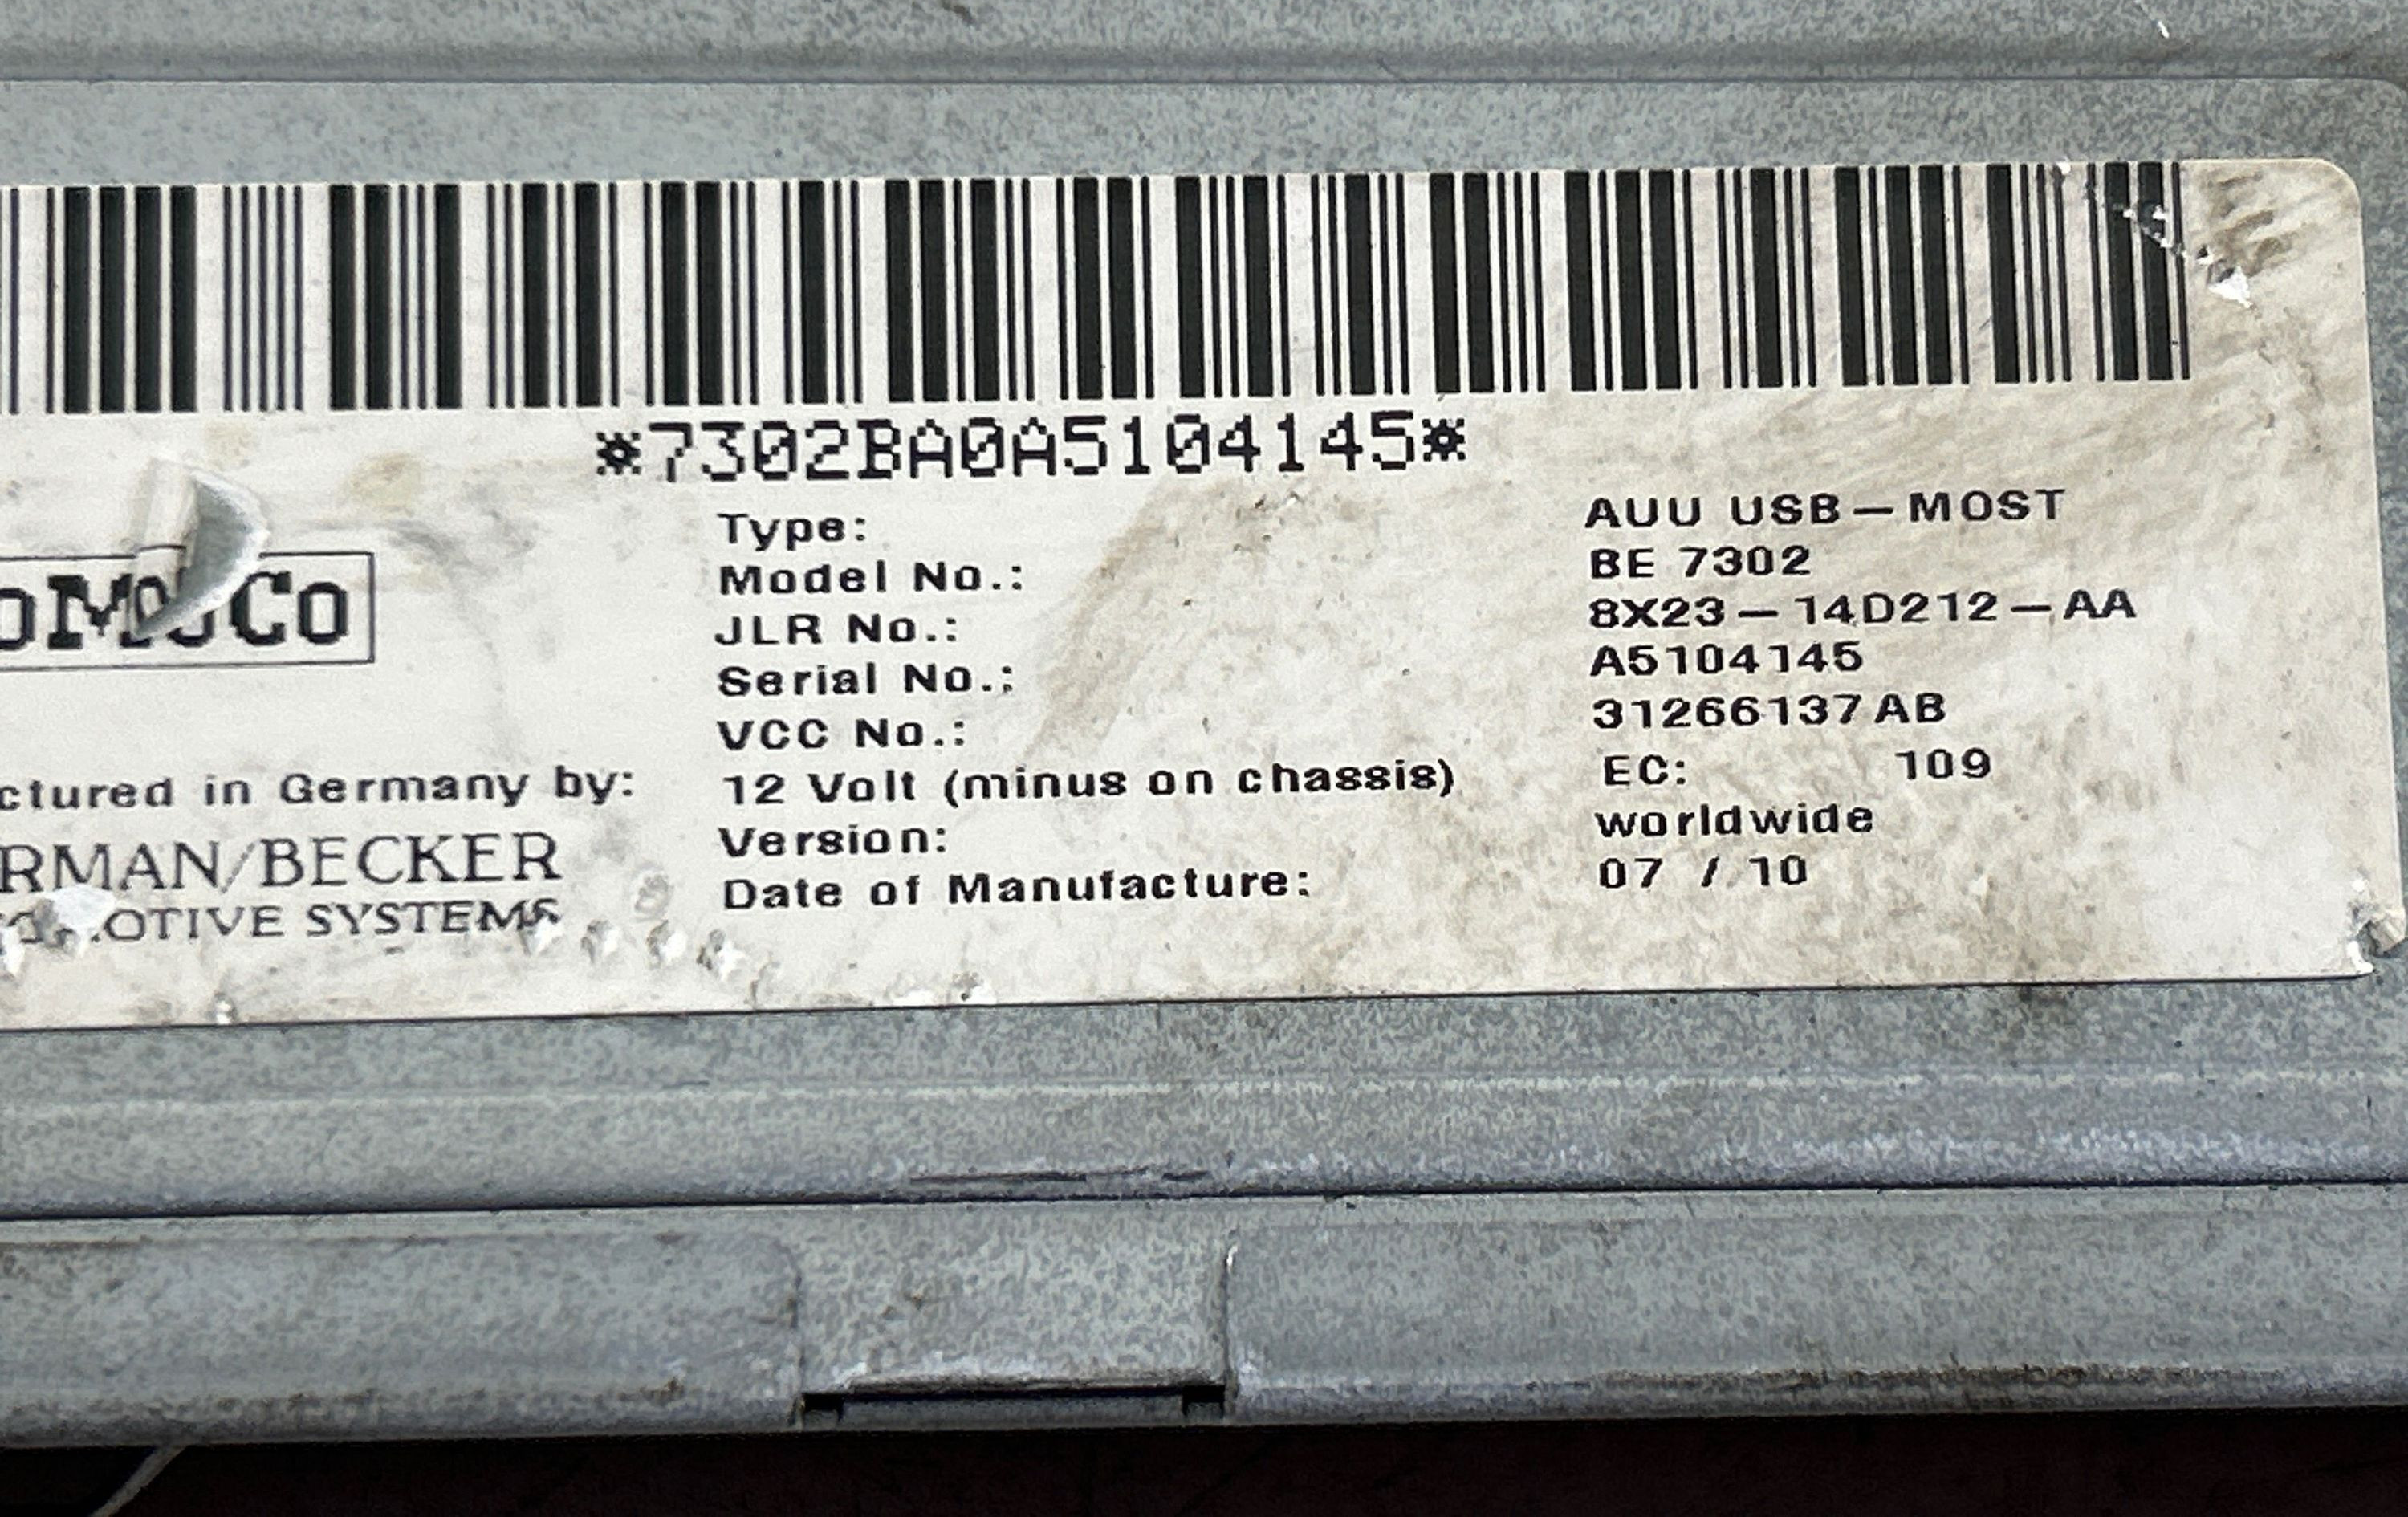 *7302BA0A5104145*
Type: AUU USB-MOST
Model No.: BE 7302
JLR No.: 8X23-14D212-AA
Serial No.: A5104145
VCC No.: 31266137AB
12 Volt (minus on chassis) EC: 109
Version: worldwide
Date of Manufacture: 07 / 10
ctured in Germany by:
RMAN/BECKER
OTIVE SYSTEMS